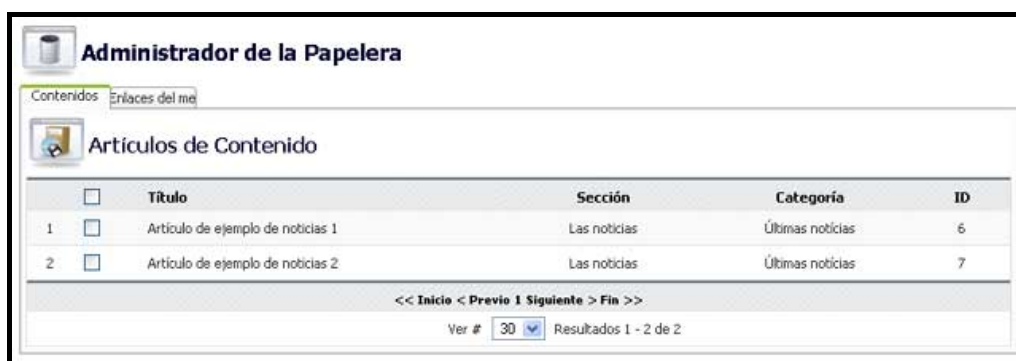 Administrador de la Papelera
Contenidos Enlaces del me
Artículos de Contenido
Título Sección Categoría ID
1 Artículo de ejemplo de noticias 1 Las noticias Últimas noticias 6
2 Artículo de ejemplo de noticias 2 Las noticias Últimas noticias 7
<< Inicio < Previo 1 Siguiente > Fin >>
Ver # 30 Resultados 1 - 2 de 2